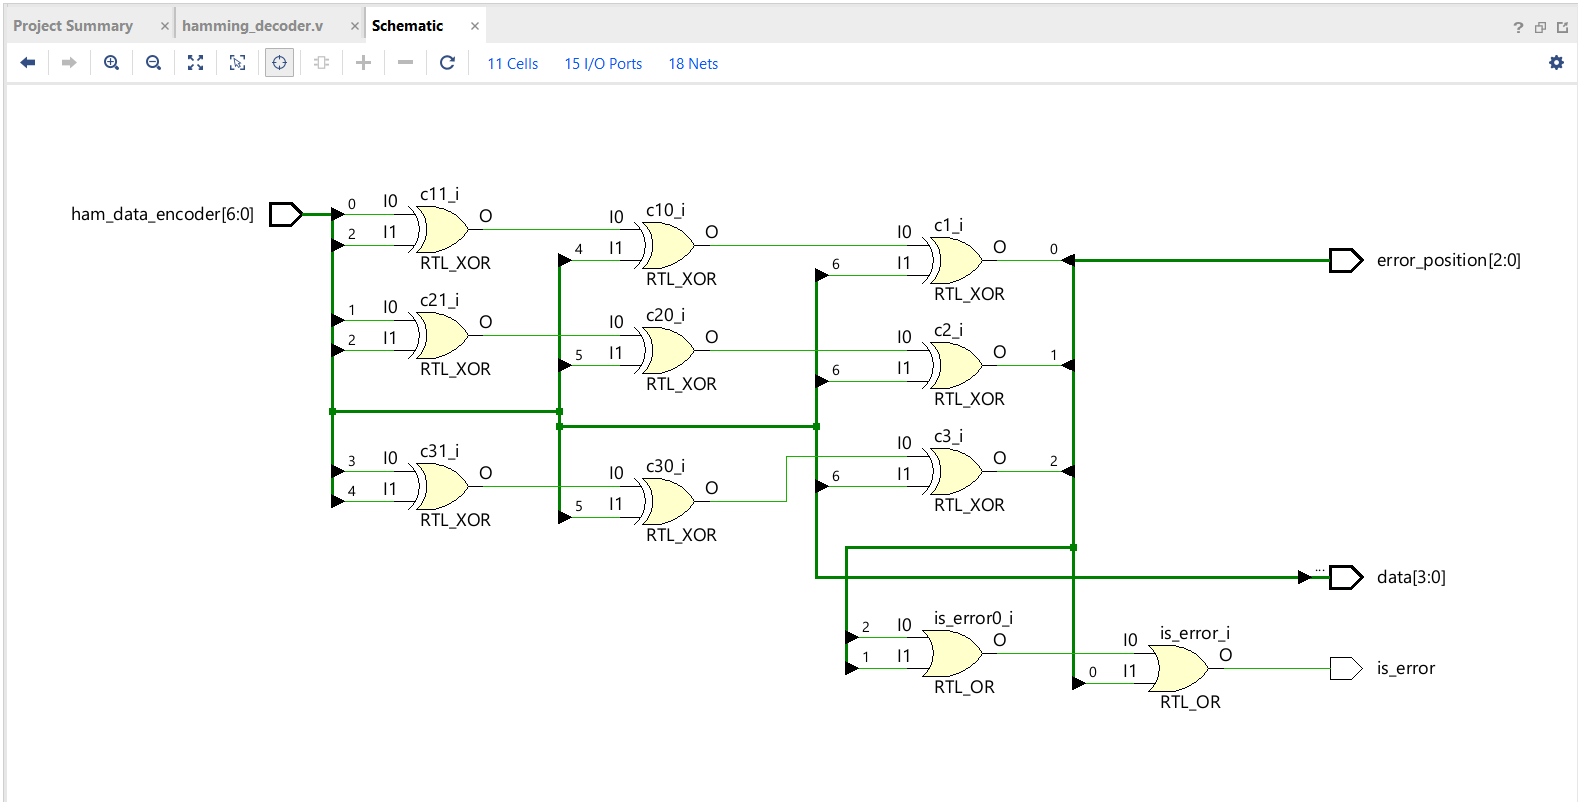 Project Summary × hamming_decoder.v × Schematic × ?
11 Cells 15 I/O Ports 18 Nets
ham_data_encoder[6:0]
0 I0 c11_i O
2 I1
RTL_XOR
I0 c10_i O
4 I1
RTL_XOR
I0 c1_i O 0
6 I1
RTL_XOR
error_position[2:0]
1 I0 c21_i O
2 I1
RTL_XOR
I0 c20_i O
5 I1
RTL_XOR
I0 c2_i O 1
6 I1
RTL_XOR
3 I0 c31_i O
4 I1
RTL_XOR
I0 c30_i O
5 I1
RTL_XOR
I0 c3_i O 2
6 I1
RTL_XOR
... data[3:0]
2 I0 is_error0_i O
1 I1
RTL_OR
I0 is_error_i O
0 I1
RTL_OR
is_error